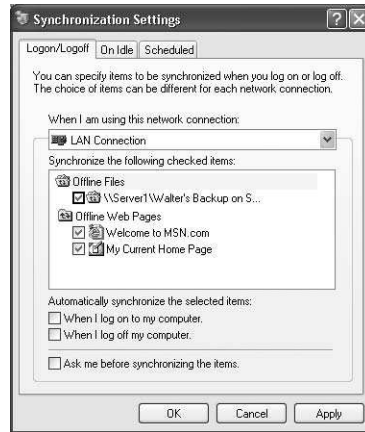 Synchronization Settings
Logon/Logoff On Idle Scheduled
You can specify items to be synchronized when you log on or log off.
The choice of items can be different for each network connection.
When I am using this network connection:
LAN Connection
Synchronize the following checked items:
Offline Files
\\Server1\Walter's Backup on S...
Offline Web Pages
Welcome to MSN.com
My Current Home Page
Automatically synchronize the selected items:
When I log on to my computer.
When I log off my computer.
Ask me before synchronizing the items.
OK Cancel Apply